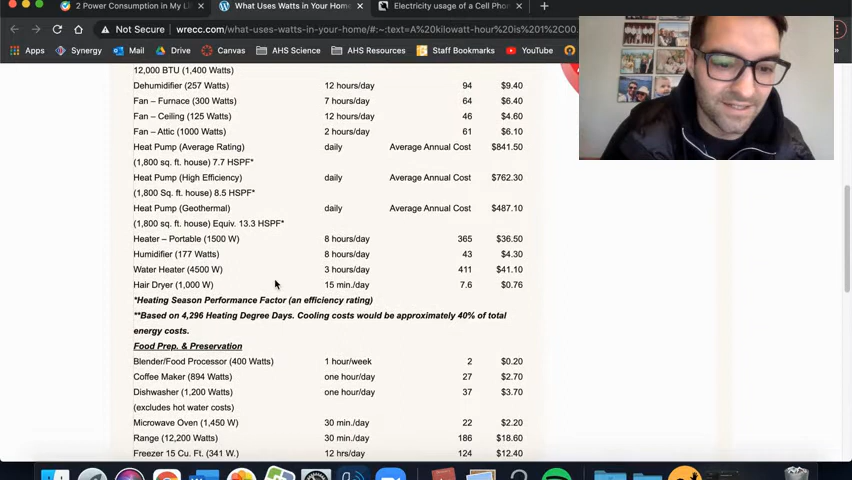 2 Power Consumption in My Li
What Uses Watts in Your Home
Electricity usage of a Cell Phon
Not Secure wrecc.com/what-uses-watts-in-your-home/#:~:text=A%20kilowatt-hour%20is%201%2C00.
Apps Synergy Mail Drive Canvas AHS Science AHS Resources Staff Bookmarks YouTube
12,000 BTU (1,400 Watts)
Dehumidifier (257 Watts) 12 hours/day 94 $9.40
Fan – Furnace (300 Watts) 7 hours/day 64 $6.40
Fan – Ceiling (125 Watts) 12 hours/day 46 $4.60
Fan – Attic (1000 Watts) 2 hours/day 61 $6.10
Heat Pump (Average Rating) daily Average Annual Cost $841.50
(1,800 sq. ft. house) 7.7 HSPF*
Heat Pump (High Efficiency) daily Average Annual Cost $762.30
(1,800 Sq. ft. house) 8.5 HSPF*
Heat Pump (Geothermal) daily Average Annual Cost $487.10
(1,800 sq. ft. house) Equiv. 13.3 HSPF*
Heater – Portable (1500 W) 8 hours/day 365 $36.50
Humidifier (177 Watts) 8 hours/day 43 $4.30
Water Heater (4500 W) 3 hours/day 411 $41.10
Hair Dryer (1,000 W) 15 min./day 7.6 $0.76
*Heating Season Performance Factor (an efficiency rating)
**Based on 4,296 Heating Degree Days. Cooling costs would be approximately 40% of total
energy costs.
Food Prep. & Preservation
Blender/Food Processor (400 Watts) 1 hour/week 2 $0.20
Coffee Maker (894 Watts) one hour/day 27 $2.70
Dishwasher (1,200 Watts) one hour/day 37 $3.70
(excludes hot water costs)
Microwave Oven (1,450 W) 30 min./day 22 $2.20
Range (12,200 Watts) 30 min./day 186 $18.60
Freezer 15 Cu. Ft. (341 W.) 12 hrs/day 124 $12.40